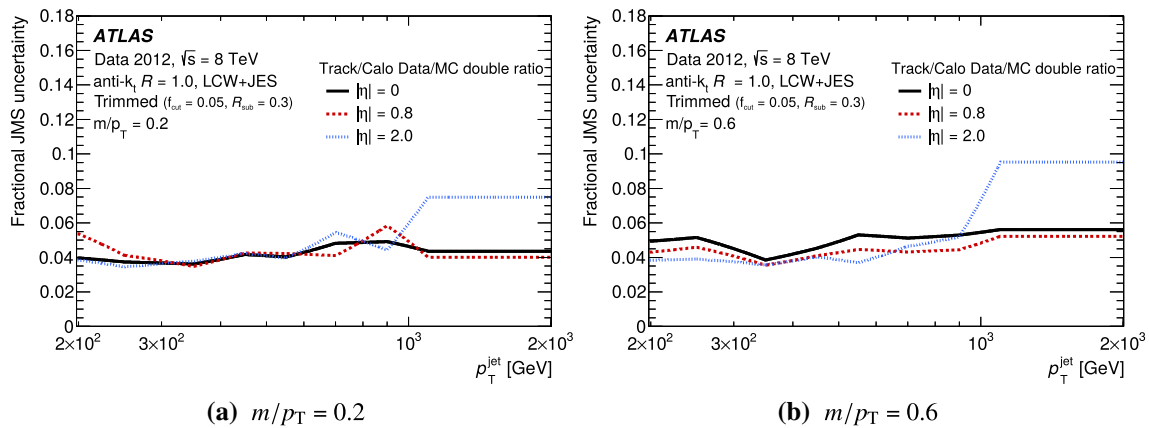 Fractional JMS uncertainty
0.18
0.16
0.14
0.12
0.1
0.08
0.06
0.04
0.02
0
ATLAS
Data 2012, √s = 8 TeV
anti-kt R = 1.0, LCW+JES
Trimmed (fcut = 0.05, Rsub = 0.3)
m/pT = 0.2
Track/Calo Data/MC double ratio
|η| = 0
|η| = 0.8
|η| = 2.0
2×10² 3×10² 10³ 2×10³
pTjet [GeV]
(a) m/pT = 0.2
Fractional JMS uncertainty
0.18
0.16
0.14
0.12
0.1
0.08
0.06
0.04
0.02
0
ATLAS
Data 2012, √s = 8 TeV
anti-kt R = 1.0, LCW+JES
Trimmed (fcut = 0.05, Rsub = 0.3)
m/pT = 0.6
Track/Calo Data/MC double ratio
|η| = 0
|η| = 0.8
|η| = 2.0
2×10² 3×10² 10³ 2×10³
pTjet [GeV]
(b) m/pT = 0.6